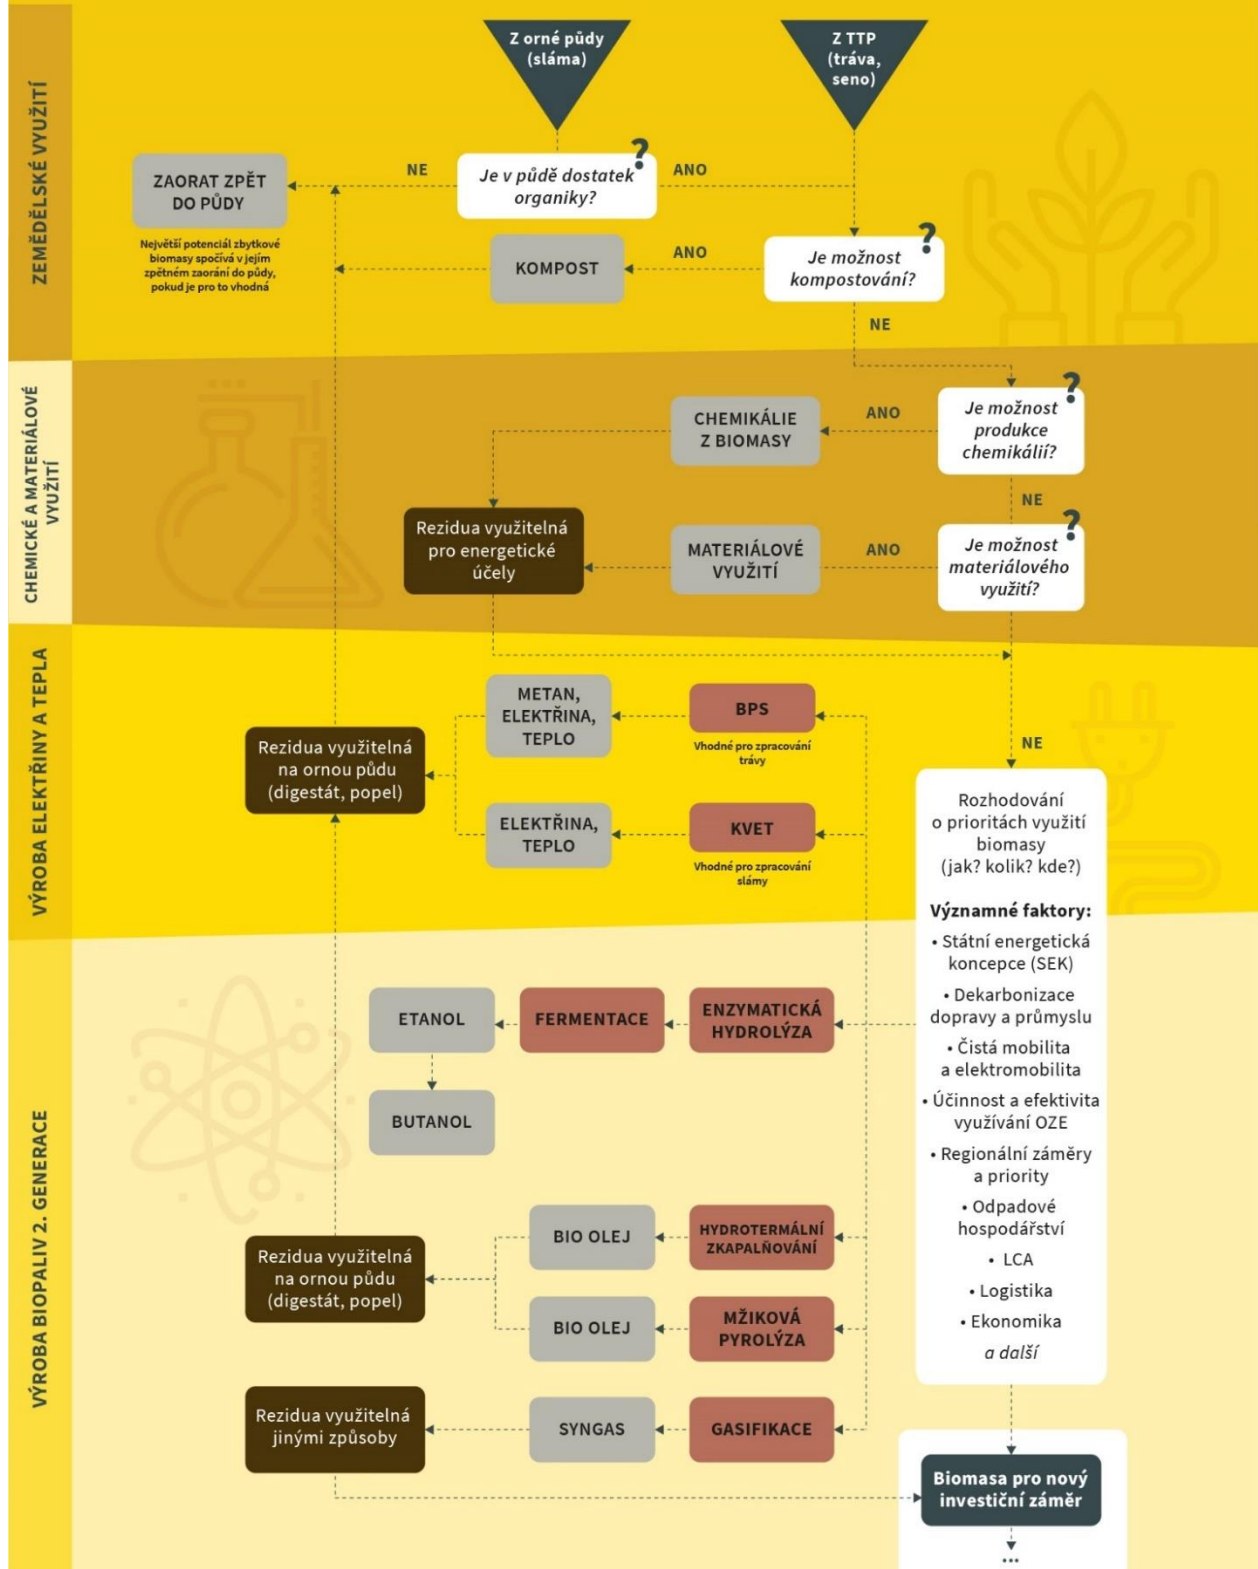 ZEMĚDĚLSKÉ VYUŽITÍ
Z orné půdy
(sláma)
Z TTP
(tráva,
seno)
?
Je v půdě dostatek
organiky?
NE
ANO
ZAORAT ZPĚT
DO PŮDY
Největší potenciál zbytkové
biomasy spočívá v jejím
zpětném zaorání do půdy,
pokud je pro to vhodná
?
Je možnost
kompostování?
ANO
KOMPOST
NE
CHEMICKÉ A MATERIÁLOVÉ
VYUŽITÍ
?
Je možnost
produkce
chemikálií?
ANO
CHEMIKÁLIE
Z BIOMASY
NE
?
Je možnost
materiálového
využití?
ANO
MATERIÁLOVÉ
VYUŽITÍ
Rezidua využitelná
pro energetické
účely
VÝROBA ELEKTŘINY A TEPLA
NE
METAN,
ELEKTŘINA,
TEPLO
BPS
Vhodné pro zpracování
trávy
Rezidua využitelná
na ornou půdu
(digestát, popel)
ELEKTŘINA,
TEPLO
KVET
Vhodné pro zpracování
slámy
Rozhodování
o prioritách využití
biomasy
(jak? kolik? kde?)
Významné faktory:
• Státní energetická
koncepce (SEK)
• Dekarbonizace
dopravy a průmyslu
• Čistá mobilita
a elektromobilita
• Účinnost a efektivita
využívání OZE
• Regionální záměry
a priority
• Odpadové
hospodářství
• LCA
• Logistika
• Ekonomika
a další
VÝROBA BIOPALIV 2. GENERACE
ETANOL
FERMENTACE
ENZYMATICKÁ
HYDROLÝZA
BUTANOL
BIO OLEJ
HYDROTERMÁLNÍ
ZKAPALŇOVÁNÍ
Rezidua využitelná
na ornou půdu
(digestát, popel)
BIO OLEJ
MŽIKOVÁ
PYROLÝZA
Rezidua využitelná
jinými způsoby
SYNGAS
GASIFIKACE
Biomasa pro nový
investiční záměr
...